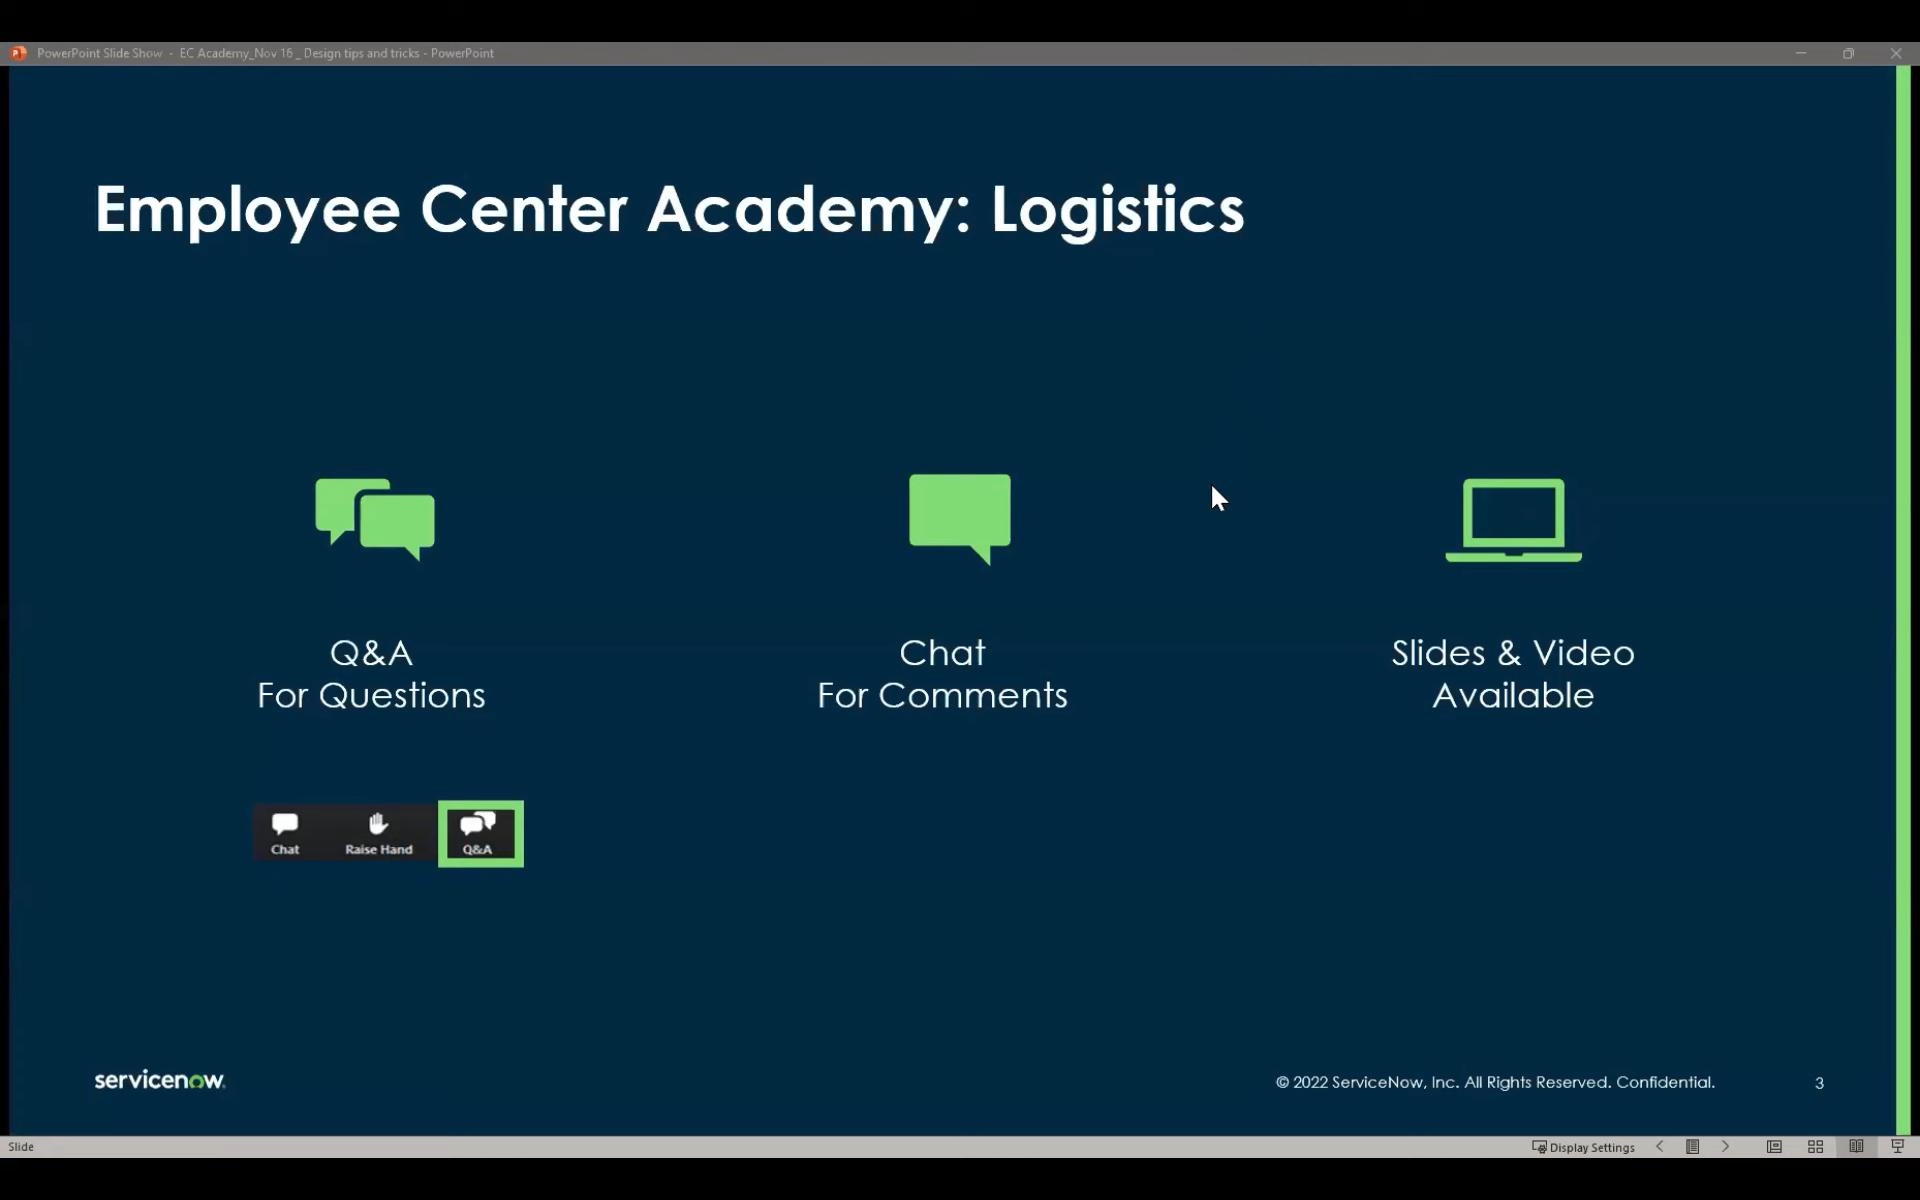 PowerPoint Slide Show - EC Academy_Nov 16 _ Design tips and tricks - PowerPoint
Employee Center Academy: Logistics
Q&A
For Questions
Chat
For Comments
Slides & Video
Available
Chat
Raise Hand
Q&A
servicenow.
© 2022 ServiceNow, Inc. All Rights Reserved. Confidential.
3
Slide
Display Settings